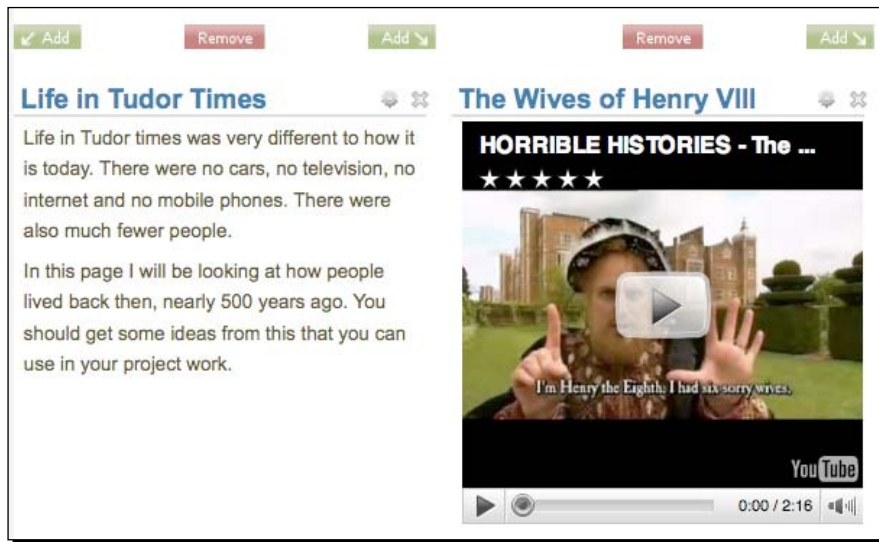 Add
Remove
Add
Remove
Add
Life in Tudor Times
Life in Tudor times was very different to how it
is today. There were no cars, no television, no
internet and no mobile phones. There were
also much fewer people.
In this page I will be looking at how people
lived back then, nearly 500 years ago. You
should get some ideas from this that you can
use in your project work.
The Wives of Henry VIII
HORRIBLE HISTORIES - The ...
I'm Henry the Eighth, I had six sorry wives,
YouTube
0:00 / 2:16